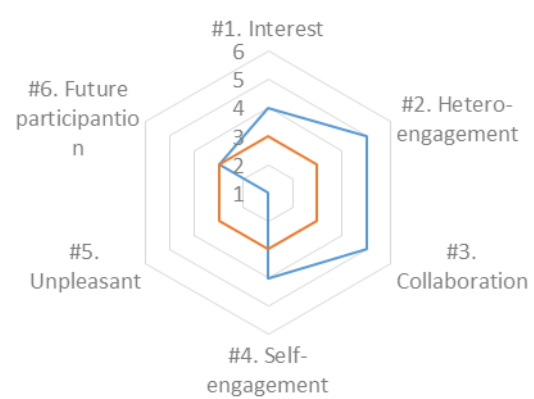 #1. Interest
6
5
4
3
2
1
#2. Hetero-
engagement
#3.
Collaboration
#4. Self-
engagement
#5.
Unpleasant
#6. Future
participantio
n